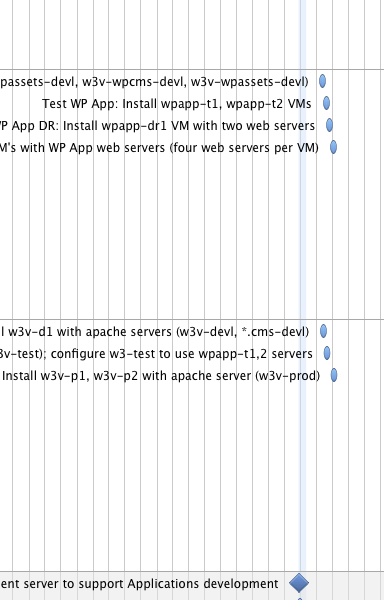 passets-devl, w3v-wpcms-devl, w3v-wpassets-devl)
Test WP App: Install wpapp-t1, wpapp-t2 VMs
P App DR: Install wpapp-dr1 VM with two web servers
M's with WP App web servers (four web servers per VM)
l w3v-d1 with apache servers (w3v-devl, *.cms-devl)
3v-test); configure w3-test to use wpapp-t1,2 servers
Install w3v-p1, w3v-p2 with apache server (w3v-prod)
ent server to support Applications development